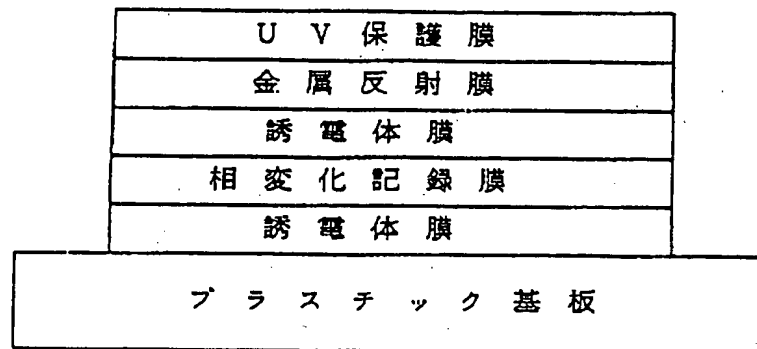 UV保護膜
金属反射膜
誘電体膜
相変化記録膜
誘電体膜
プラスチック基板